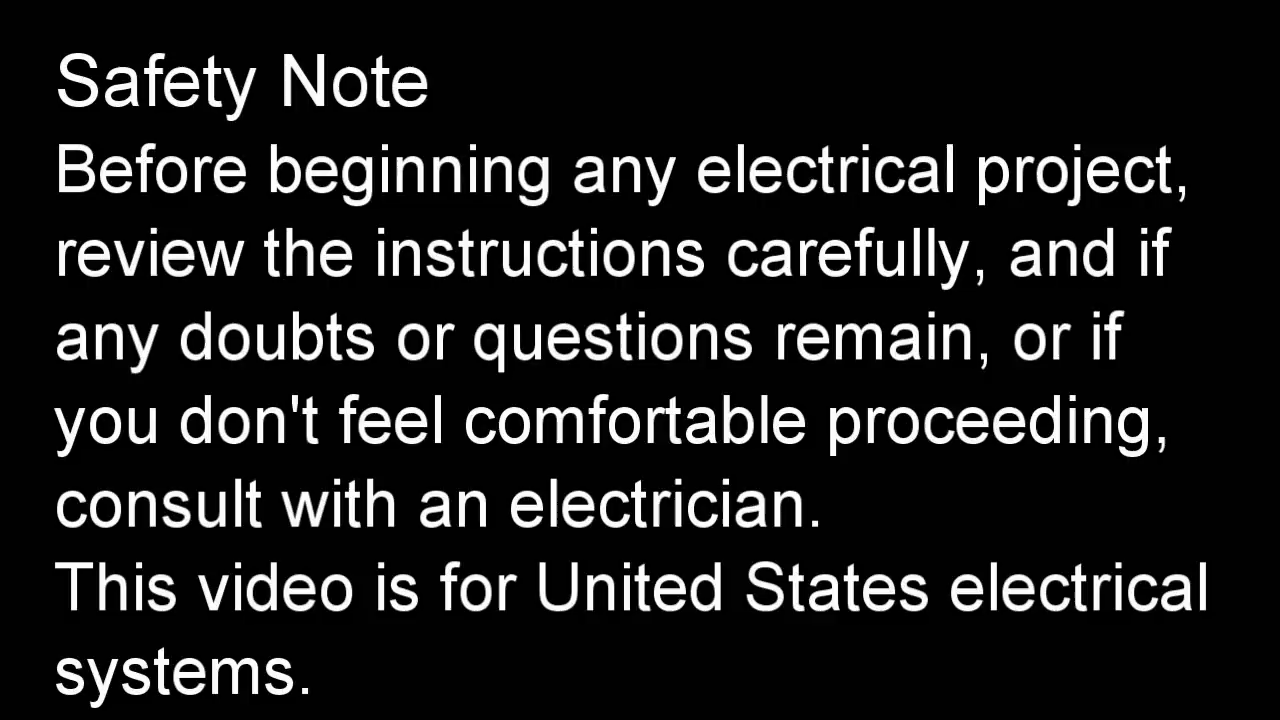 Safety Note
Before beginning any electrical project,
review the instructions carefully, and if
any doubts or questions remain, or if
you don't feel comfortable proceeding,
consult with an electrician.
This video is for United States electrical
systems.